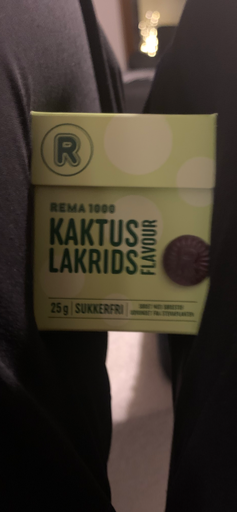 R
REMA 1000
KAKTUS
LAKRIDS
FLAVOUR
25g | SUKKERFRI